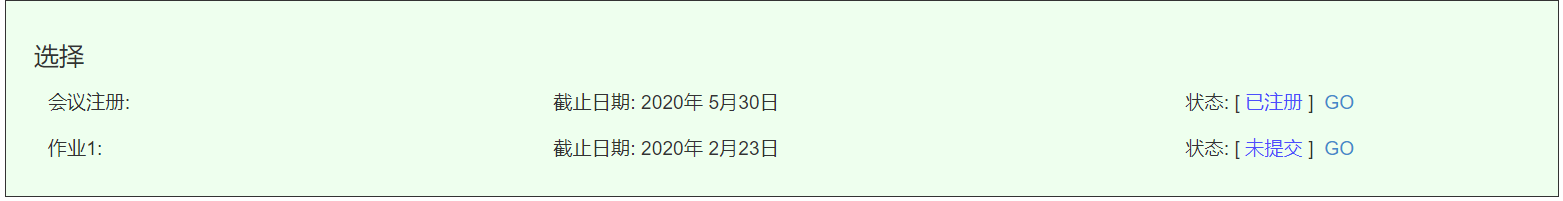 选择
会议注册: 截止日期: 2020年 5月30日 状态: [ 已注册 ] GO
作业1: 截止日期: 2020年 2月23日 状态: [ 未提交 ] GO